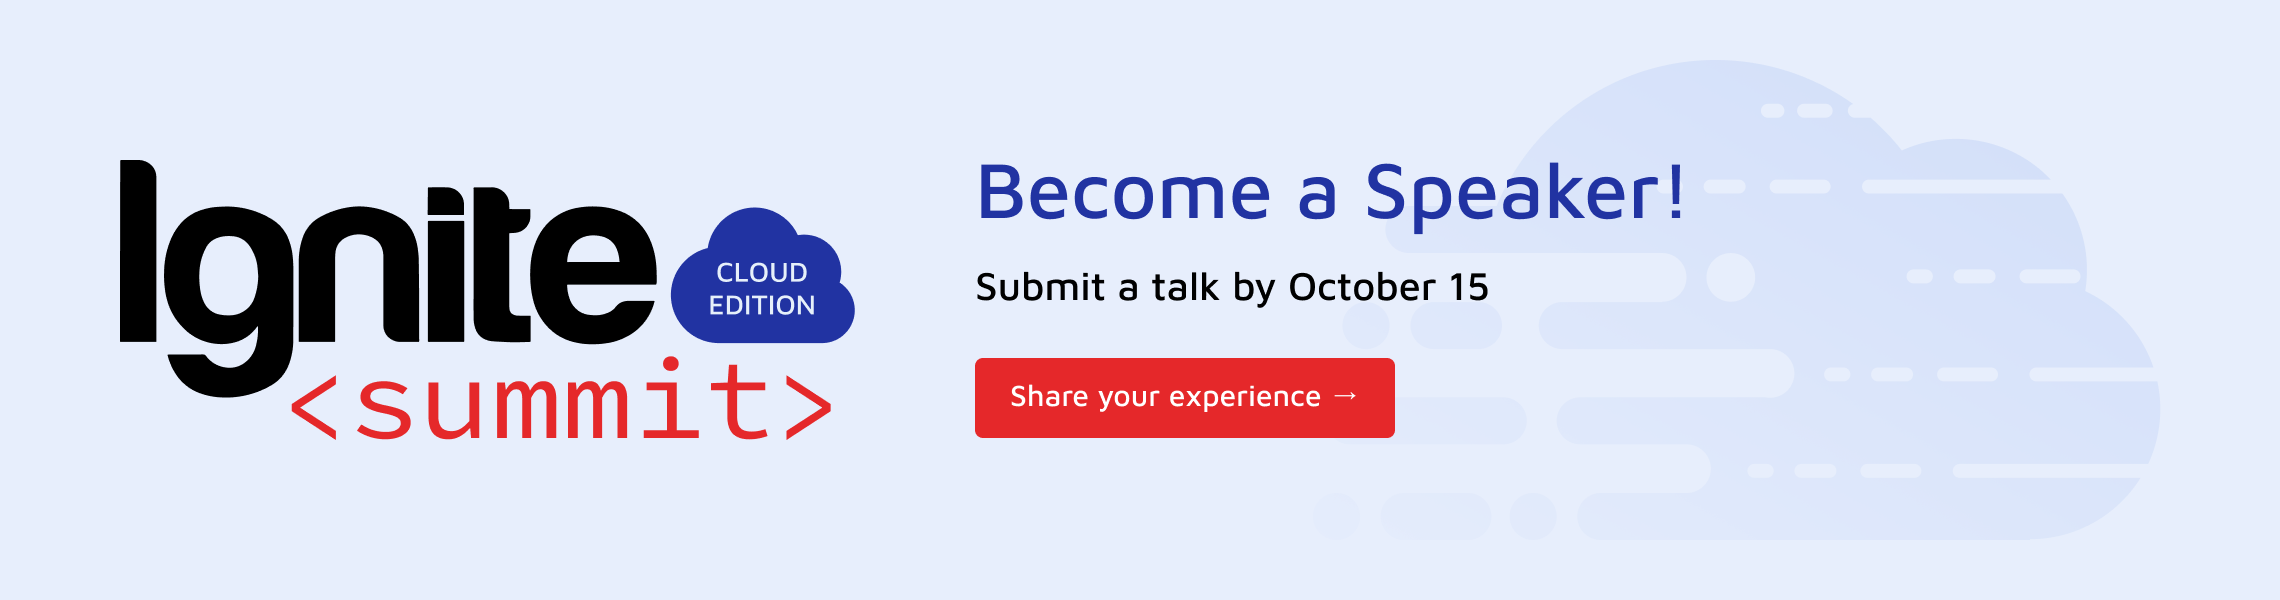 Ignite
CLOUD
EDITION
<summit>
Become a Speaker!
Submit a talk by October 15
Share your experience →